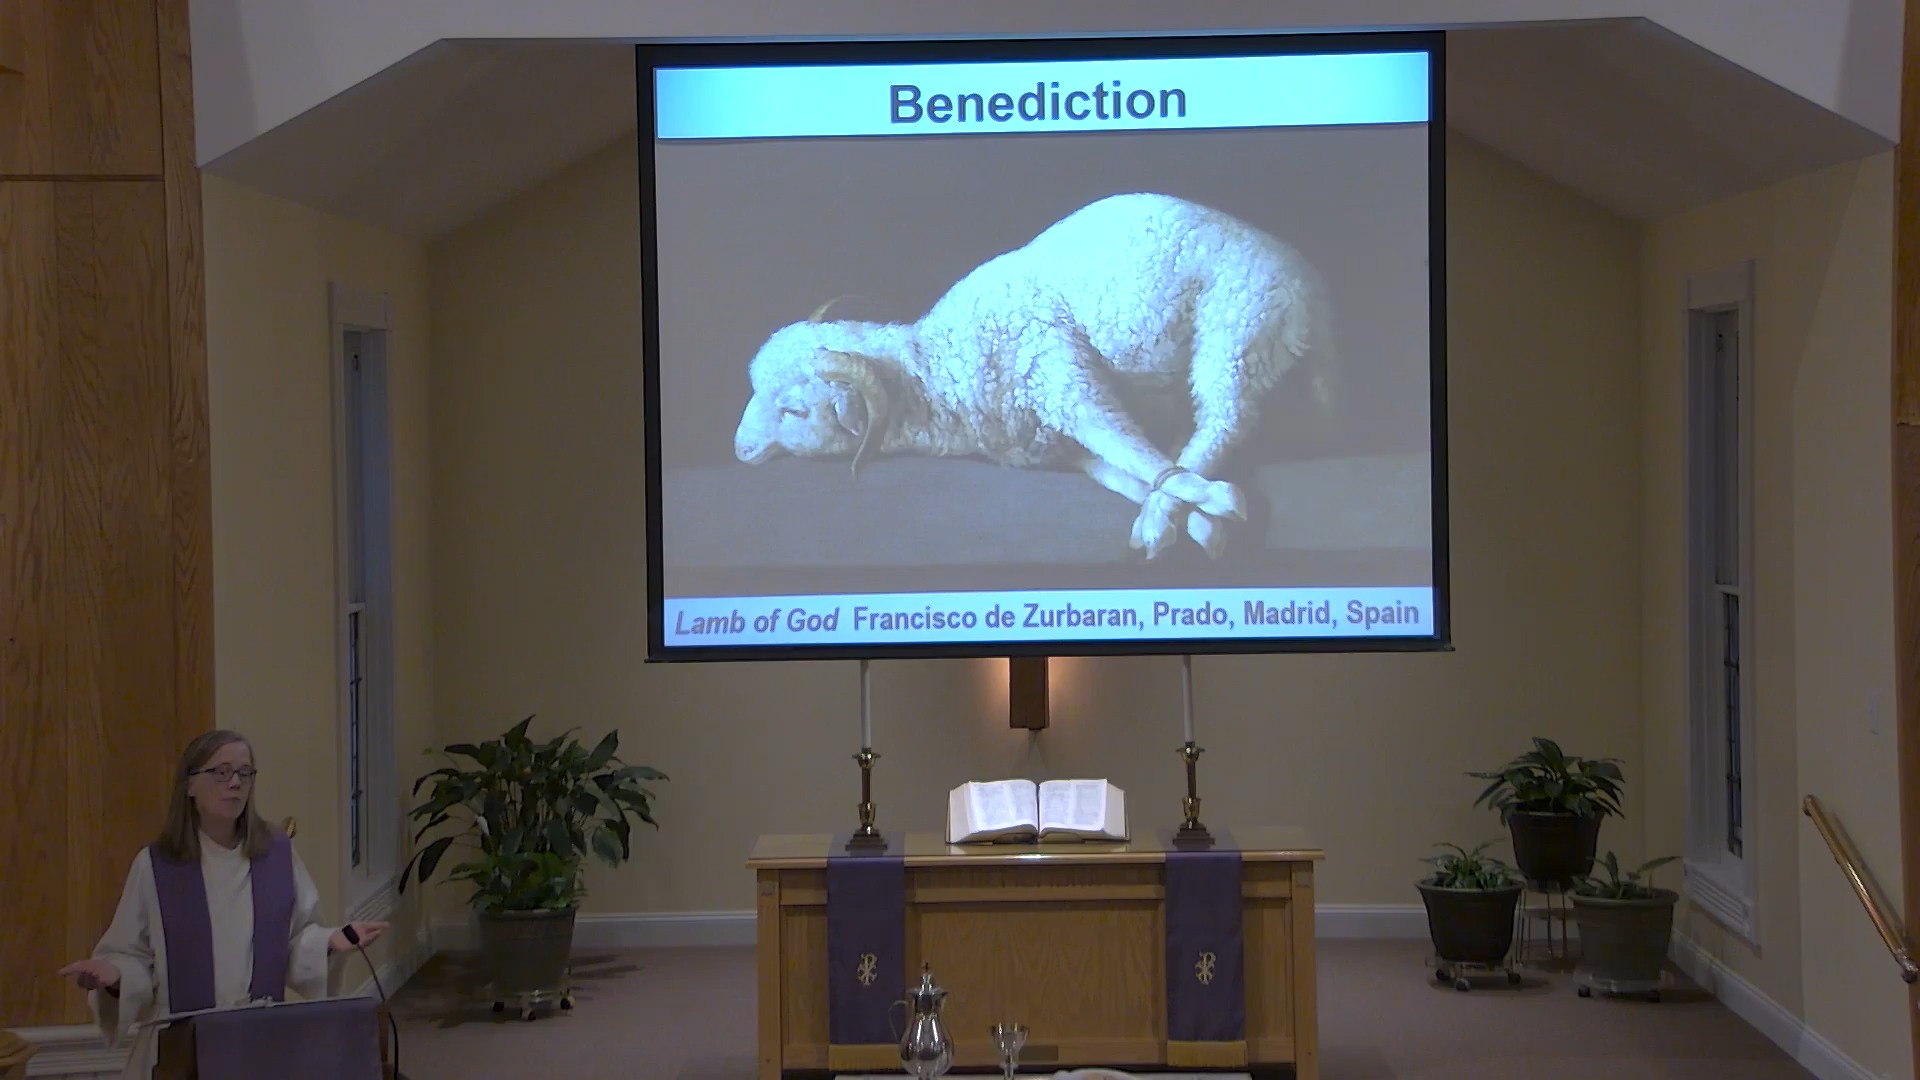 Benediction
Lamb of God Francisco de Zurbaran, Prado, Madrid, Spain